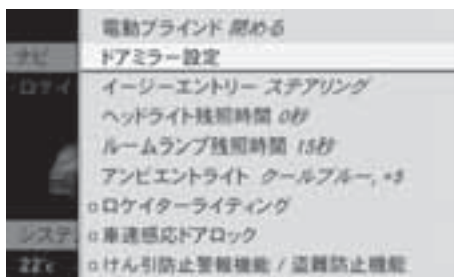 電動ブラインド 閉める
ナビ
ドアミラー設定
ロケイ
イージーエントリー ステアリング
ヘッドライト残照時間 0秒
ルームランプ残照時間 15秒
アンビエントライト クールブルー, +5
□ロケイターライティング
システ
□車速感応ドアロック
22℃
□けん引防止警報機能 / 盗難防止機能